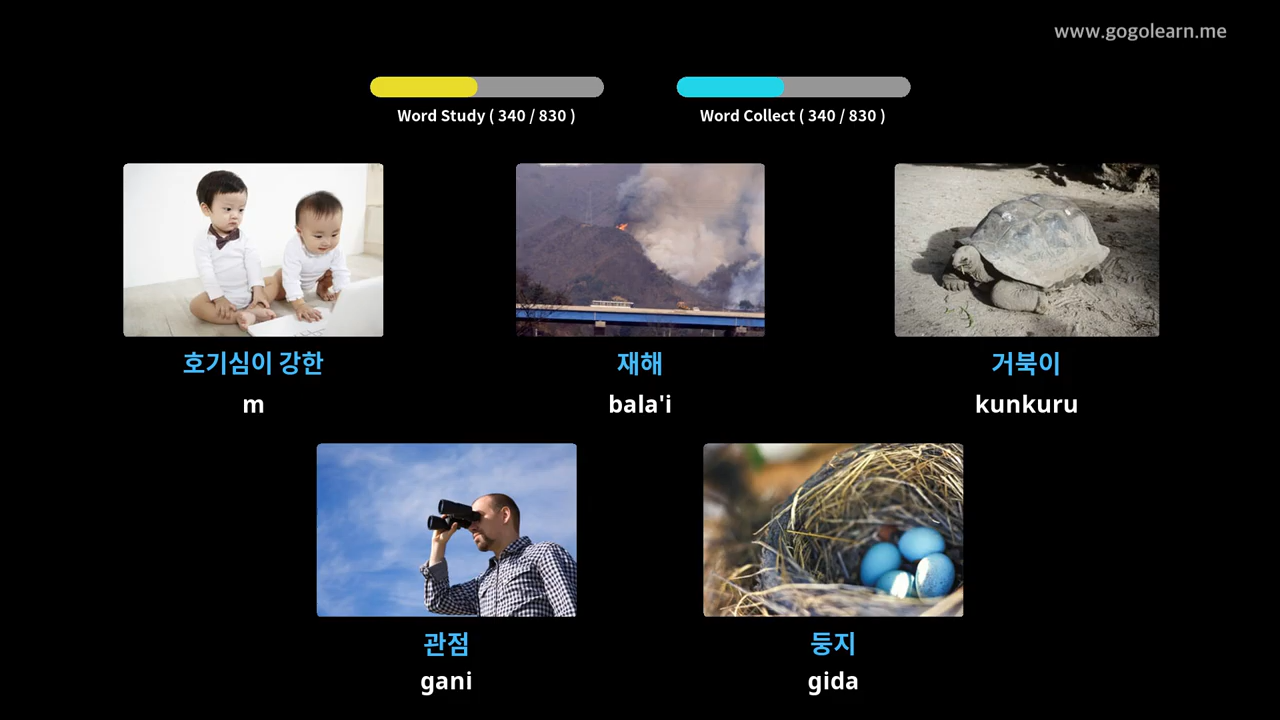 www.gogolearn.me
Word Study ( 340 / 830 )
Word Collect ( 340 / 830 )
호기심이 강한
m
재해
bala'i
거북이
kunkuru
관점
gani
둥지
gida